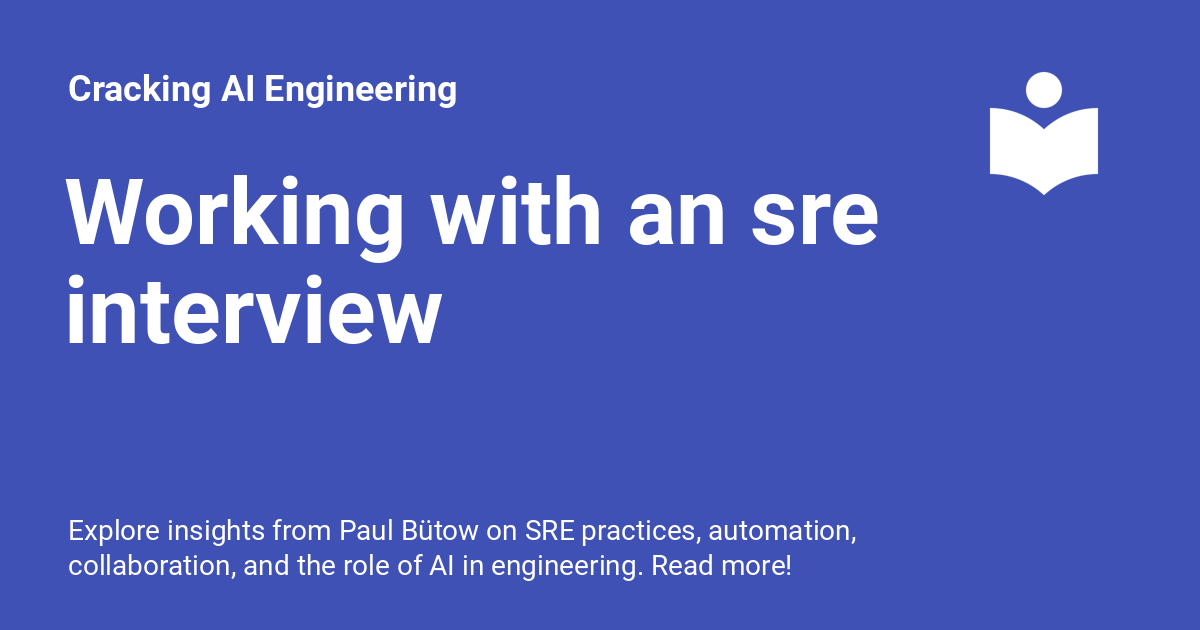 Cracking AI Engineering
Working with an sre
interview
Explore insights from Paul Bütow on SRE practices, automation,
collaboration, and the role of AI in engineering. Read more!